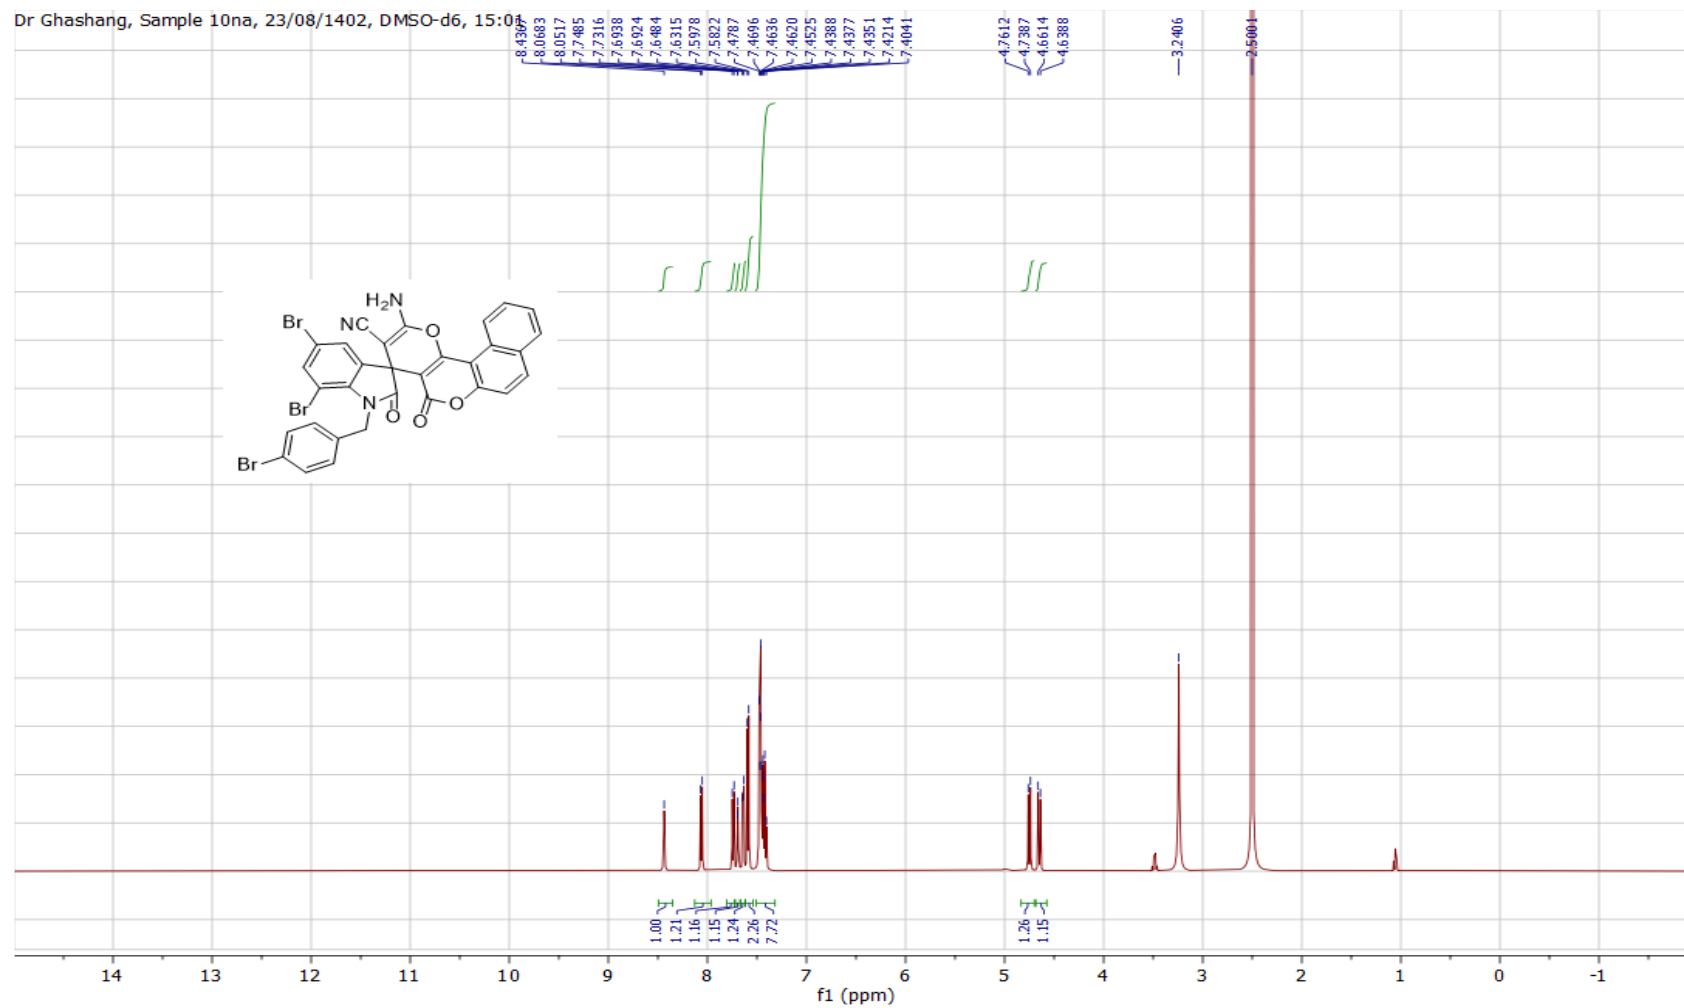 Dr Ghashang, Sample 10na, 23/08/1402, DMSO-d6, 15:01
8.4307
8.0683
8.0517
7.7485
7.7316
7.6938
7.6924
7.6484
7.6315
7.5978
7.5822
7.4787
7.4696
7.4636
7.4620
7.4525
7.4388
7.4377
7.4351
7.4214
7.4041
4.7612
4.7387
4.6614
4.6388
3.2406
2.5001
H2N
NC
O
Br
Br
N
O
O
O
Br
1.00
1.21
1.16
1.15
1.24
2.26
7.72
1.26
1.15
14 13 12 11 10 9 8 7 6 5 4 3 2 1 0 -1
f1 (ppm)